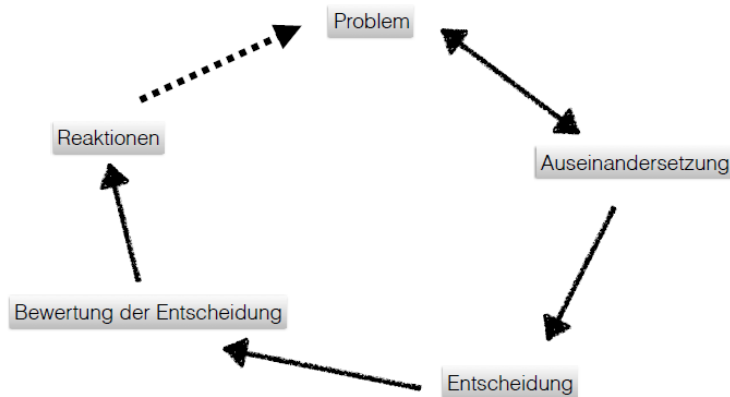 Problem
Auseinandersetzung
Entscheidung
Bewertung der Entscheidung
Reaktionen